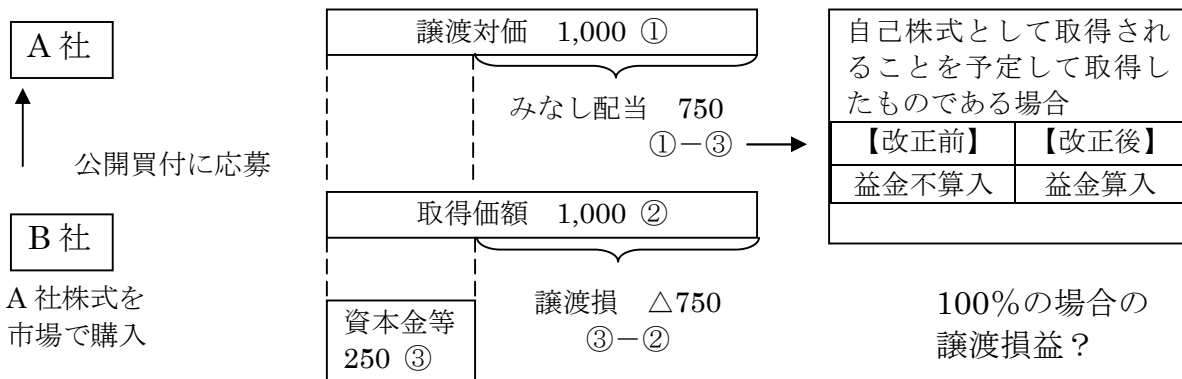 A 社
公開買付に応募
B 社
A 社株式を
市場で購入
譲渡対価　1,000 ①
みなし配当　750
①－③
取得価額　1,000 ②
譲渡損　△750
③－②
資本金等
250 ③
自己株式として取得され
ることを予定して取得し
たものである場合
【改正前】 【改正後】
益金不算入 益金算入
100％の場合の
譲渡損益？